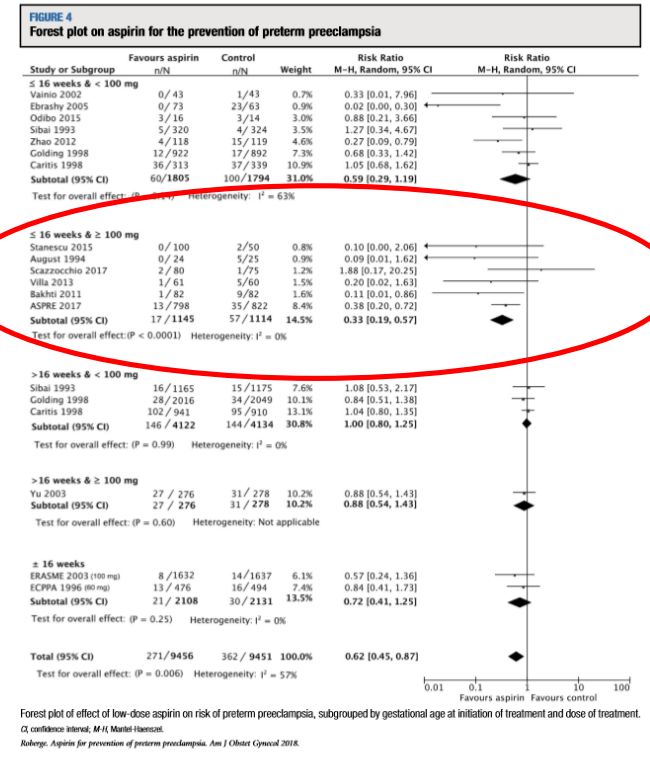 FIGURE 4
Forest plot on aspirin for the prevention of preterm preeclampsia
Favours aspirin Control Risk Ratio Risk Ratio
Study or Subgroup n/N n/N Weight M-H, Random, 95% CI M-H, Random, 95% CI
≤ 16 weeks & < 100 mg
Vainio 2002 0/43 1/43 0.7% 0.33 [0.01, 7.96]
Ebrashy 2005 0/73 23/63 0.9% 0.02 [0.00, 0.30]
Odibo 2015 3/16 3/14 3.0% 0.88 [0.21, 3.66]
Sibai 1993 5/320 4/324 3.5% 1.27 [0.34, 4.67]
Zhao 2012 4/118 15/119 4.6% 0.27 [0.09, 0.79]
Golding 1998 12/922 17/892 7.3% 0.68 [0.33, 1.42]
Caritis 1998 36/313 37/339 10.9% 1.05 [0.68, 1.62]
Subtotal (95% CI) 60/1805 100/1794 31.0% 0.59 [0.29, 1.19]
Test for overall effect: Heterogeneity: I² = 63%
≤ 16 weeks & ≥ 100 mg
Stanescu 2015 0/100 2/50 0.8% 0.10 [0.00, 2.06]
August 1994 0/24 5/25 0.9% 0.09 [0.01, 1.62]
Scazzocchio 2017 2/80 1/75 1.2% 1.88 [0.17, 20.25]
Villa 2013 1/61 5/60 1.5% 0.20 [0.02, 1.63]
Bakhti 2011 1/82 9/82 1.6% 0.11 [0.01, 0.86]
ASPRE 2017 13/798 35/822 8.4% 0.38 [0.20, 0.72]
Subtotal (95% CI) 17/1145 57/1114 14.5% 0.33 [0.19, 0.57]
Test for overall effect:(P < 0.0001) Heterogeneity: I² = 0%
>16 weeks & < 100 mg
Sibai 1993 16/1165 15/1175 7.6% 1.08 [0.53, 2.17]
Golding 1998 28/2016 34/2049 10.1% 0.84 [0.51, 1.38]
Caritis 1998 102/941 95/910 13.1% 1.04 [0.80, 1.35]
Subtotal (95% CI) 146/4122 144/4134 30.8% 1.00 [0.80, 1.25]
Test for overall effect: (P = 0.99) Heterogeneity: I² = 0%
>16 weeks & ≥ 100 mg
Yu 2003 27 / 276 31/ 278 10.2% 0.88 [0.54, 1.43]
Subtotal (95% CI) 27 / 276 31/ 278 10.2% 0.88 [0.54, 1.43]
Test for overall effect: (P = 0.60) Heterogeneity: Not applicable
± 16 weeks
ERASME 2003 (100 mg) 8/1632 14/1637 6.1% 0.57 [0.24, 1.36]
ECPPA 1996 (60 mg) 13/ 476 16/494 7.4% 0.84 [0.41, 1.73]
Subtotal (95% CI) 21/ 2108 30/2131 13.5% 0.72 [0.41, 1.25]
Test for overall effect: (P = 0.25) Heterogeneity: I² = 0%
Total (95% CI) 271/9456 362/9451 100.0% 0.62 [0.45, 0.87]
Test for overall effect: (P = 0.006) Heterogeneity: I² = 57%
0.01 0.1 1 10 100
Favours aspirin Favours control
Forest plot of effect of low-dose aspirin on risk of preterm preeclampsia, subgrouped by gestational age at initiation of treatment and dose of treatment.
CI, confidence interval; M-H, Mantel-Haenszel.
Roberge. Aspirin for prevention of preterm preeclampsia. Am J Obstet Gynecol 2018.